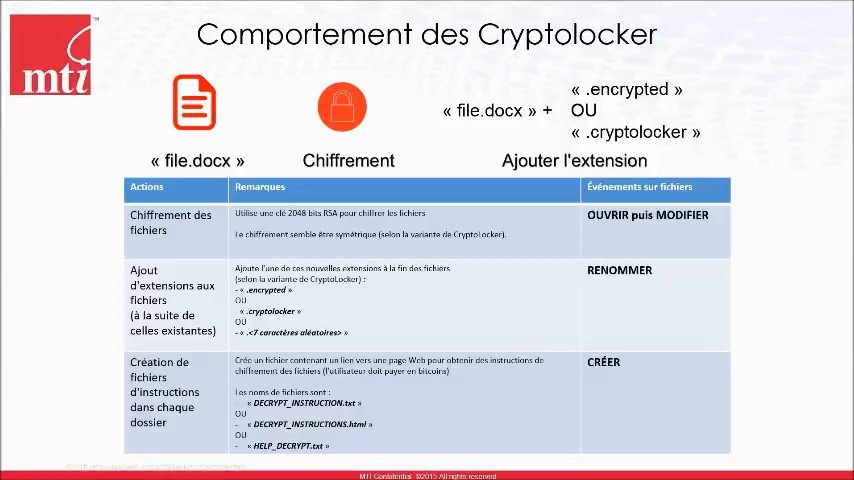 mti
™
Comportement des Cryptolocker
« .encrypted »
« file.docx » + OU
« .cryptolocker »
« file.docx » Chiffrement Ajouter l'extension
Actions Remarques Événements sur fichiers
Chiffrement des
fichiers
Utilise une clé 2048 bits RSA pour chiffrer les fichiers
Le chiffrement semble être symétrique (selon la variante de CryptoLocker).
OUVRIR puis MODIFIER
Ajout
d'extensions aux
fichiers
(à la suite de
celles existantes)
Ajoute l'une de ces nouvelles extensions à la fin des fichiers
(selon la variante de CryptoLocker) :
- « .encrypted »
OU
« .cryptolocker »
OU
- « .<7 caractères aléatoires> »
RENOMMER
Création de
fichiers
d'instructions
dans chaque
dossier
Crée un fichier contenant un lien vers une page Web pour obtenir des instructions de
chiffrement des fichiers (l'utilisateur doit payer en bitcoins)
Les noms de fichiers sont :
- « DECRYPT_INSTRUCTION.txt »
OU
- « DECRYPT_INSTRUCTIONS.html »
OU
- « HELP_DECRYPT.txt »
CRÉER
MTI Confidential ©2015 All rights reserved